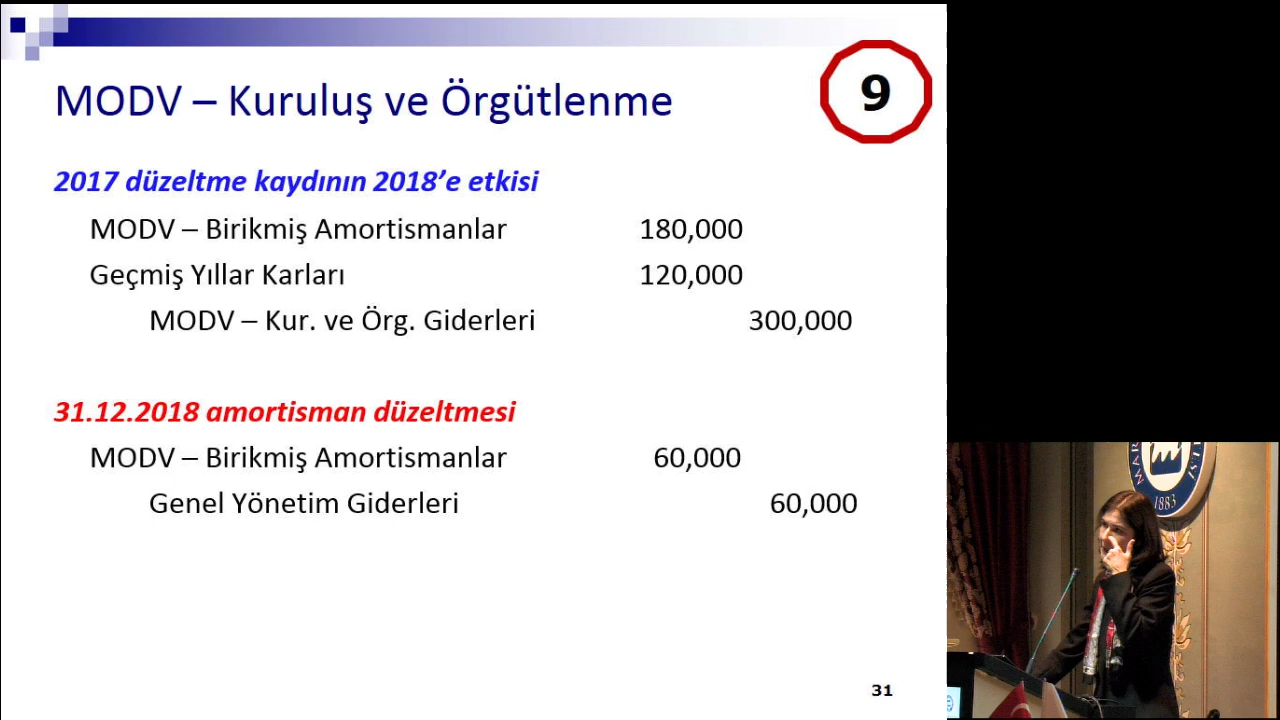 MODV – Kuruluş ve Örgütlenme
9
2017 düzeltme kaydının 2018’e etkisi
MODV – Birikmiş Amortismanlar 180,000
Geçmiş Yıllar Karları 120,000
MODV – Kur. ve Örg. Giderleri 300,000
31.12.2018 amortisman düzeltmesi
MODV – Birikmiş Amortismanlar 60,000
Genel Yönetim Giderleri 60,000
31
1883